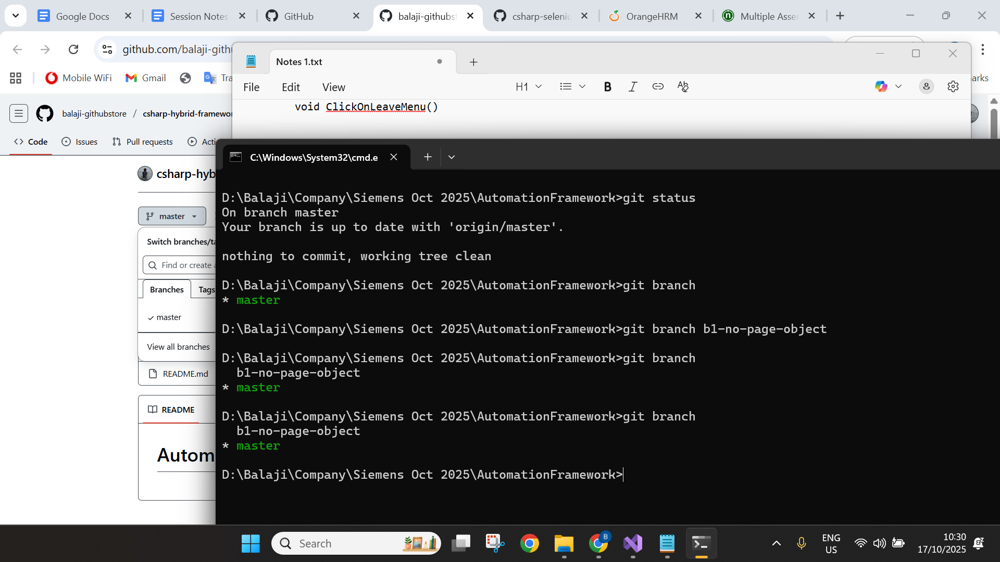 Google Docs
Session Notes
GitHub
balaji-githubst
csharp-seleniu
OrangeHRM
Multiple Asser
github.com/balaji-gith
Mobile WiFi
Gmail
Tra
arks
Notes 1.txt
File
Edit
View
H1
void ClickOnLeaveMenu()
balaji-githubstore / csharp-hybrid-framewor
Code
Issues
Pull requests
Acti
csharp-hyb
master
Switch branches/ta
Find or create a
Branches
Tags
master
View all branches
README.md
README
Autom
C:\Windows\System32\cmd.e
D:\Balaji\Company\Siemens Oct 2025\AutomationFramework>git status
On branch master
Your branch is up to date with 'origin/master'.
nothing to commit, working tree clean
D:\Balaji\Company\Siemens Oct 2025\AutomationFramework>git branch
* master
D:\Balaji\Company\Siemens Oct 2025\AutomationFramework>git branch b1-no-page-object
D:\Balaji\Company\Siemens Oct 2025\AutomationFramework>git branch
b1-no-page-object
* master
D:\Balaji\Company\Siemens Oct 2025\AutomationFramework>git branch
b1-no-page-object
* master
D:\Balaji\Company\Siemens Oct 2025\AutomationFramework>
Search
B
ENG
US
10:30
17/10/2025